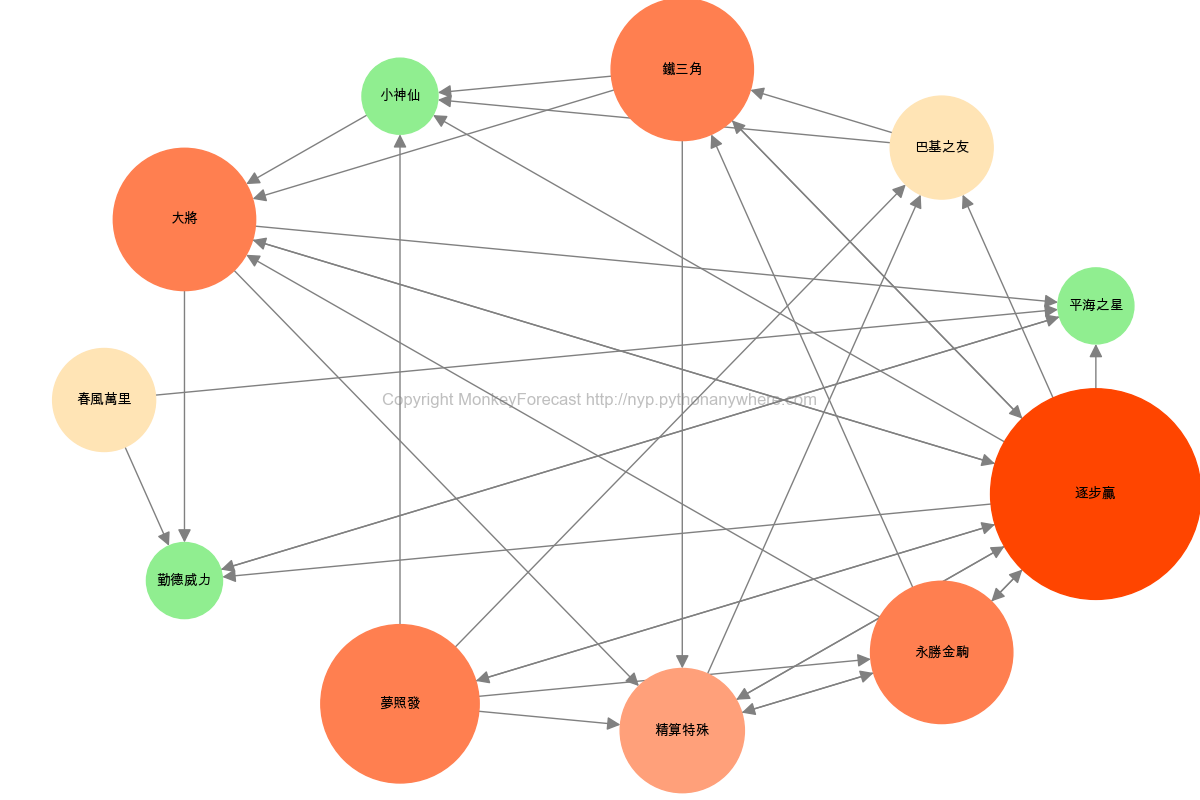 鐵三角
小神仙
巴基之友
大將
平海之星
春風萬里
Copyright MonkeyForecast http://nyp.pythonanywhere.com
逐步贏
勤德威力
永勝金駒
夢照發
精算特殊